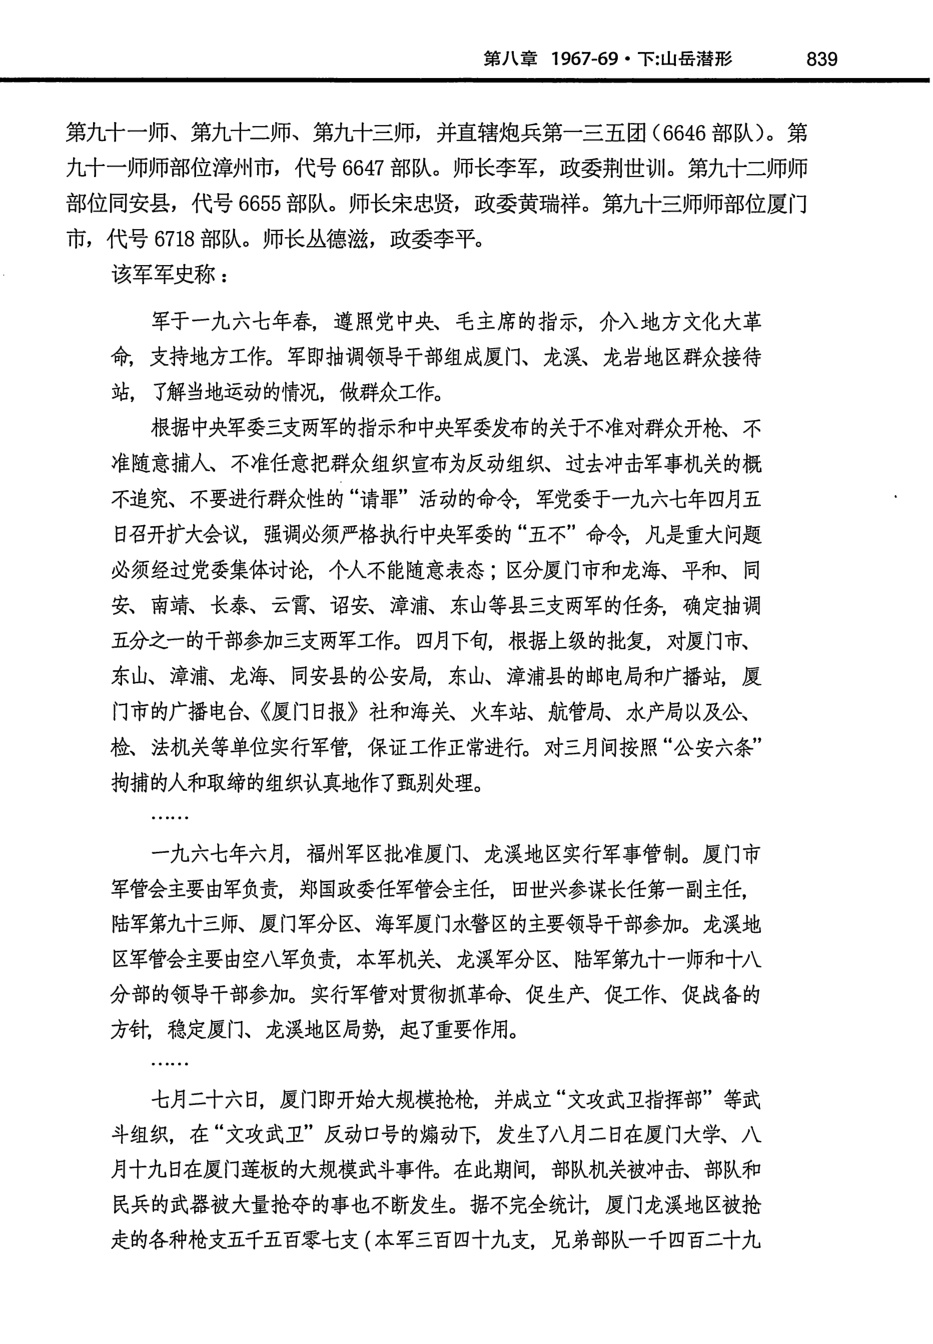 第八章 1967-69·下:山岳潜形 839
第九十一师、第九十二师、第九十三师，并直辖炮兵第一三五团（6646 部队）。第
九十一师师部位漳州市，代号 6647 部队。师长李军，政委荆世训。第九十二师师
部位同安县，代号 6655 部队。师长宋忠贤，政委黄瑞祥。第九十三师师部位厦门
市，代号 6718 部队。师长丛德滋，政委李平。
该军军史称：
军于一九六七年春，遵照党中央、毛主席的指示，介入地方文化大革
命，支持地方工作。军即抽调领导干部组成厦门、龙溪、龙岩地区群众接待
站，了解当地运动的情况，做群众工作。
根据中央军委三支两军的指示和中央军委发布的关于不准对群众开枪、不
准随意捕人、不准任意把群众组织宣布为反动组织、过去冲击军事机关的概
不追究、不要进行群众性的“请罪”活动的命令，军党委于一九六七年四月五
日召开扩大会议，强调必须严格执行中央军委的“五不”命令，凡是重大问题
必须经过党委集体讨论，个人不能随意表态；区分厦门市和龙海、平和、同
安、南靖、长泰、云霄、诏安、漳浦、东山等县三支两军的任务，确定抽调
五分之一的干部参加三支两军工作。四月下旬，根据上级的批复，对厦门市、
东山、漳浦、龙海、同安县的公安局，东山、漳浦县的邮电局和广播站，厦
门市的广播电台、《厦门日报》社和海关、火车站、航管局、水产局以及公、
检、法机关等单位实行军管，保证工作正常进行。对三月间按照“公安六条”
拘捕的人和取缔的组织认真地作了甄别处理。
……
一九六七年六月，福州军区批准厦门、龙溪地区实行军事管制。厦门市
军管会主要由军负责，郑国政委任军管会主任，田世兴参谋长任第一副主任，
陆军第九十三师、厦门军分区、海军厦门水警区的主要领导干部参加。龙溪地
区军管会主要由空八军负责，本军机关、龙溪军分区、陆军第九十一师和十八
分部的领导干部参加。实行军管对贯彻抓革命、促生产、促工作、促战备的
方针，稳定厦门、龙溪地区局势，起了重要作用。
……
七月二十六日，厦门即开始大规模抢枪，并成立“文攻武卫指挥部”等武
斗组织，在“文攻武卫”反动口号的煽动下，发生了八月二日在厦门大学、八
月十九日在厦门莲板的大规模武斗事件。在此期间，部队机关被冲击、部队和
民兵的武器被大量抢夺的事也不断发生。据不完全统计，厦门龙溪地区被抢
走的各种枪支五千五百零七支（本军三百四十九支，兄弟部队一千四百二十九